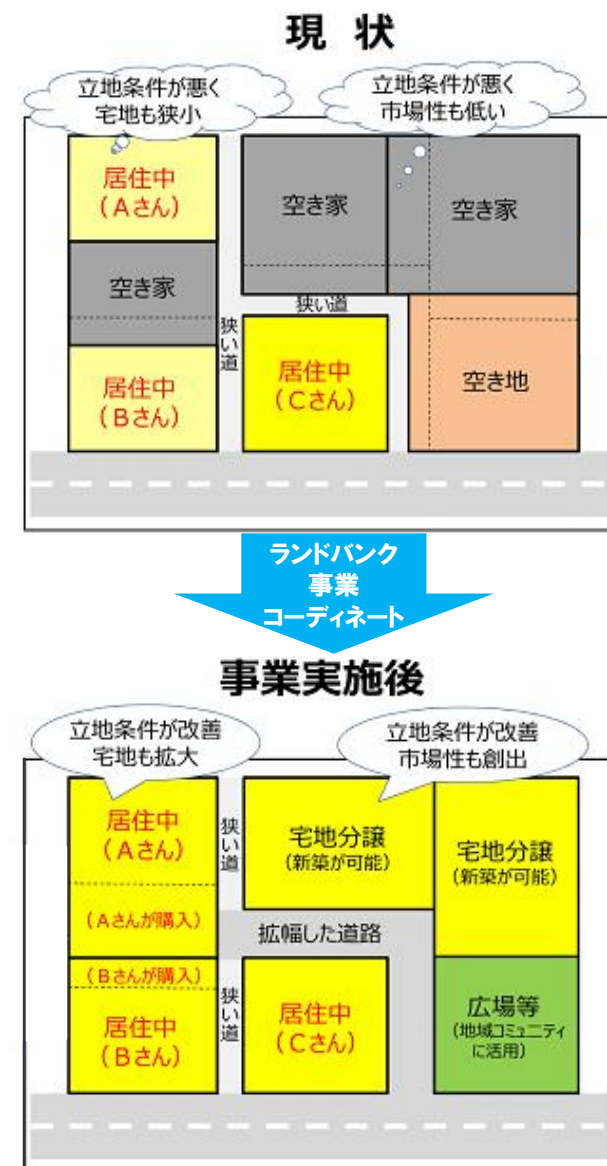 現 状
立地条件が悪く
宅地も狭小
立地条件が悪く
市場性も低い
居住中
(Aさん)
空き家
空き家
空き家
狭い道
狭い道
居住中
(Bさん)
居住中
(Cさん)
空き地
ランドバンク
事業
コーディネート
事業実施後
立地条件が改善
宅地も拡大
立地条件が改善
市場性も創出
居住中
(Aさん)
狭い道
宅地分譲
(新築が可能)
宅地分譲
(新築が可能)
(Aさんが購入)
拡幅した道路
(Bさんが購入)
狭い道
居住中
(Bさん)
居住中
(Cさん)
広場等
(地域コミュニティ
に活用)